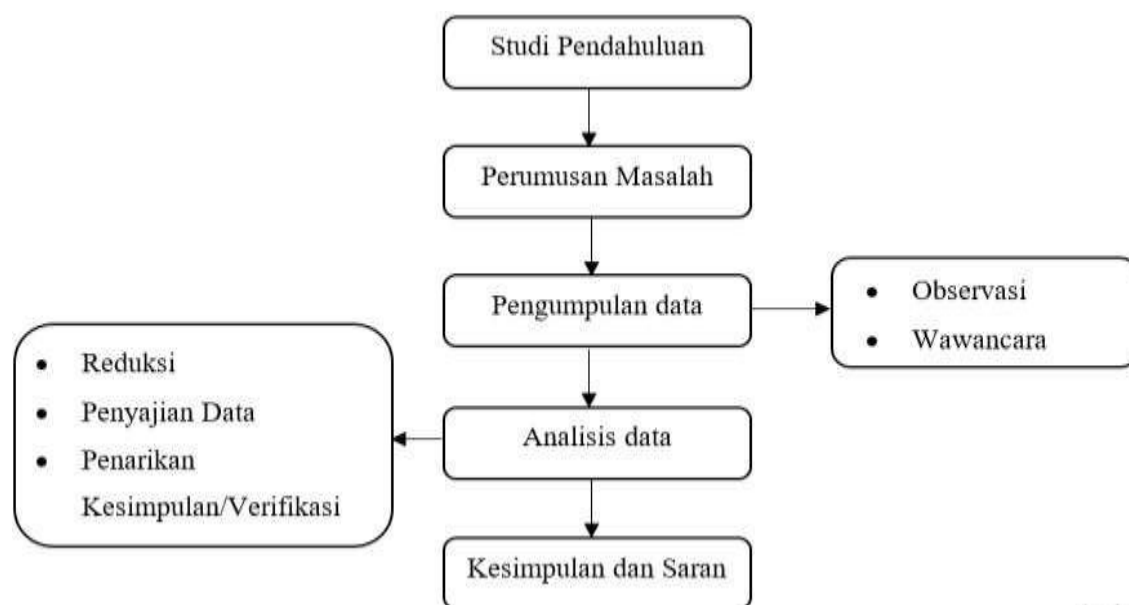 Studi Pendahuluan
Perumusan Masalah
Pengumpulan data
• Observasi
• Wawancara
• Reduksi
• Penyajian Data
• Penarikan
Kesimpulan/Verifikasi
Analisis data
Kesimpulan dan Saran